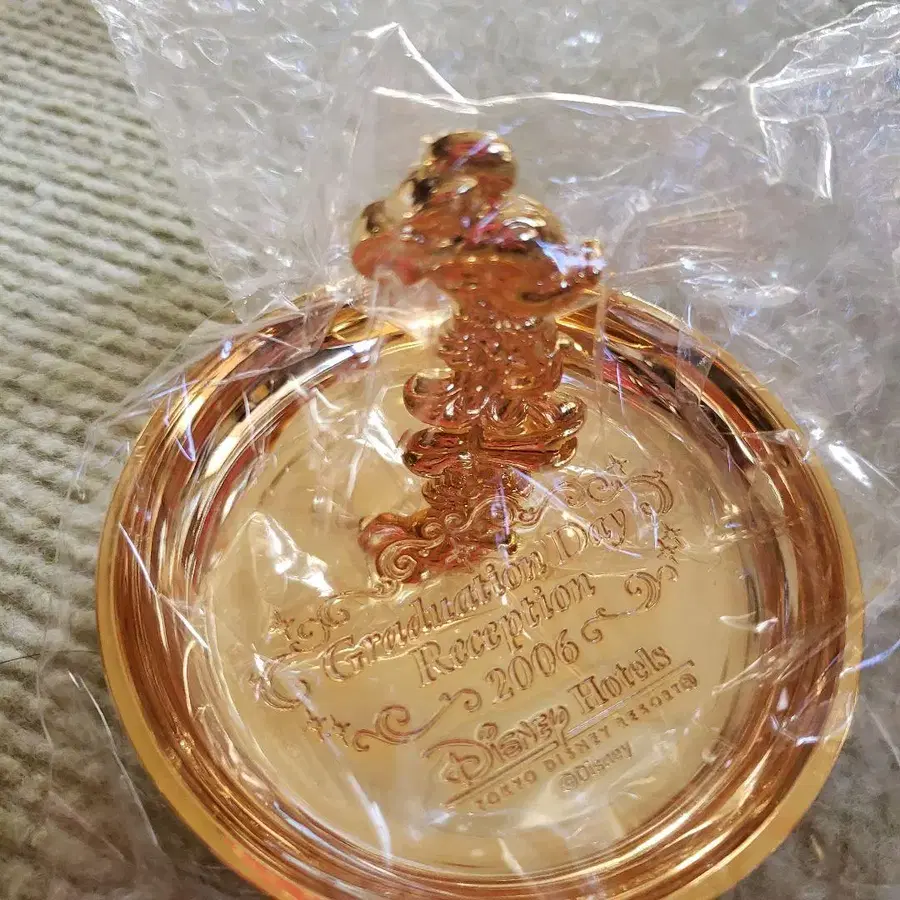 Graduation Day
Reception
2006
Disney Hotels
TOKYO DISNEY RESORT®
©Disney